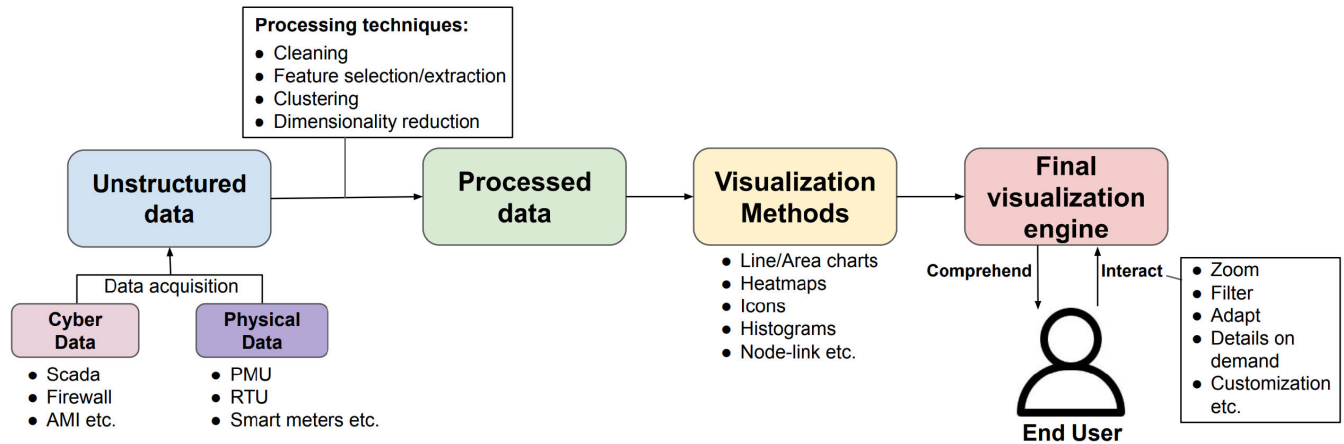 Processing techniques:
● Cleaning
● Feature selection/extraction
● Clustering
● Dimensionality reduction
Unstructured
data
Processed
data
Visualization
Methods
Final
visualization
engine
Data acquisition
Cyber
Data
Physical
Data
● Scada
● Firewall
● AMI etc.
● PMU
● RTU
● Smart meters etc.
● Line/Area charts
● Heatmaps
● Icons
● Histograms
● Node-link etc.
Comprehend
Interact
● Zoom
● Filter
● Adapt
● Details on
demand
● Customization
etc.
End User